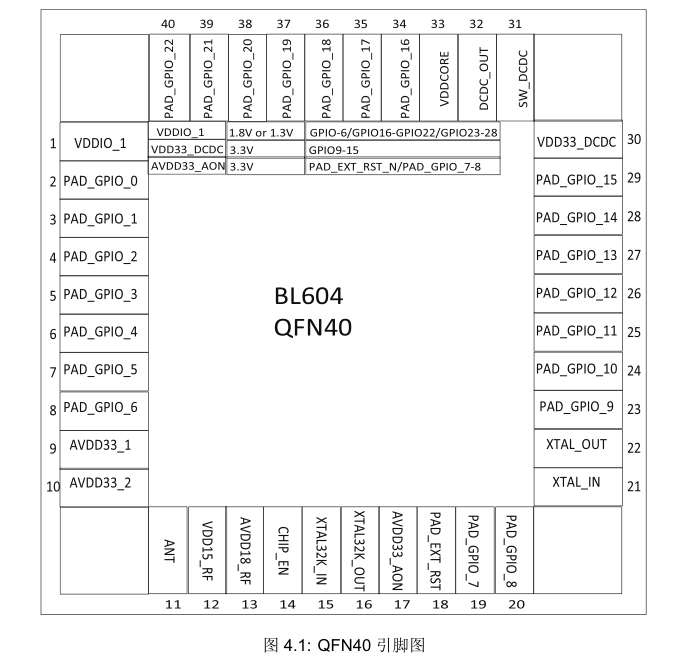 40 39 38 37 36 35 34 33 32 31
PAD_GPIO_22
PAD_GPIO_21
PAD_GPIO_20
PAD_GPIO_19
PAD_GPIO_18
PAD_GPIO_17
PAD_GPIO_16
VDDCORE
DCDC_OUT
SW_DCDC
VDDIO_1 1.8V or 1.3V GPIO-6/GPIO16-GPIO22/GPIO23-28
VDD33_DCDC 3.3V GPIO9-15
AVDD33_AON 3.3V PAD_EXT_RST_N/PAD_GPIO_7-8
1 VDDIO_1 VDD33_DCDC 30
2 PAD_GPIO_0 PAD_GPIO_15 29
3 PAD_GPIO_1 PAD_GPIO_14 28
4 PAD_GPIO_2 PAD_GPIO_13 27
5 PAD_GPIO_3 PAD_GPIO_12 26
BL604
QFN40
6 PAD_GPIO_4 PAD_GPIO_11 25
7 PAD_GPIO_5 PAD_GPIO_10 24
8 PAD_GPIO_6 PAD_GPIO_9 23
9 AVDD33_1 XTAL_OUT 22
10 AVDD33_2 XTAL_IN 21
ANT
VDD15_RF
AVDD18_RF
CHIP_EN
XTAL32K_IN
XTAL32K_OUT
AVDD33_AON
PAD_EXT_RST
PAD_GPIO_7
PAD_GPIO_8
11 12 13 14 15 16 17 18 19 20
图 4.1: QFN40 引脚图